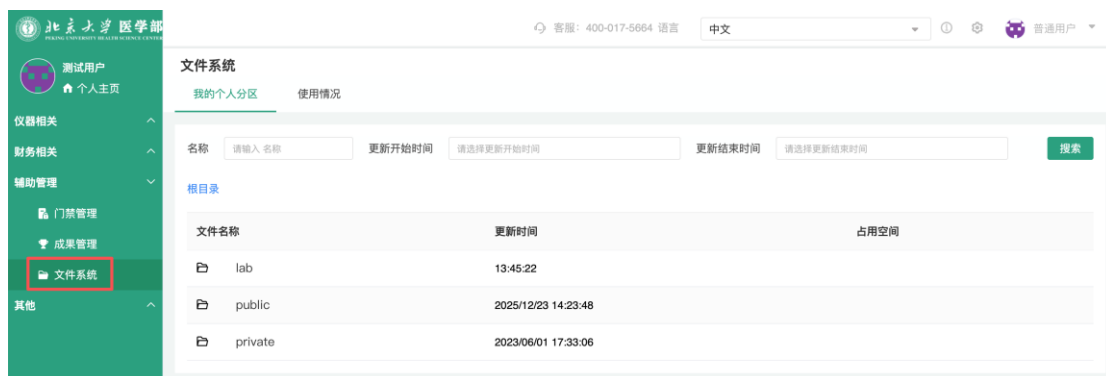 北京大学医学部
PEKING UNIVERSITY HEALTH SCIENCE CENTER
客服: 400-017-5664 语言 中文 普通用户
测试用户
个人主页
文件系统
我的个人分区 使用情况
仪器相关
财务相关
辅助管理
门禁管理
成果管理
文件系统
其他
名称 请输入 名称 更新开始时间 请选择更新开始时间 更新结束时间 请选择更新结束时间 搜索
根目录
文件名称 更新时间 占用空间
lab 13:45:22
public 2025/12/23 14:23:48
private 2023/06/01 17:33:06